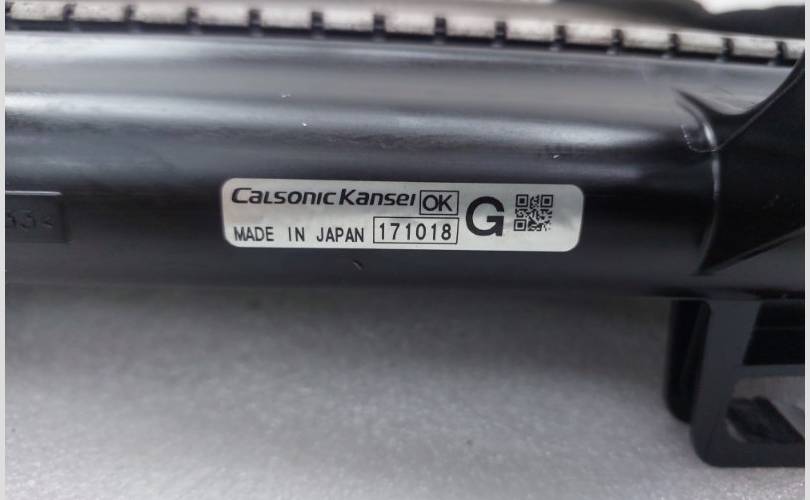 CALSONIC KANSEI OK
MADE IN JAPAN 171018 G